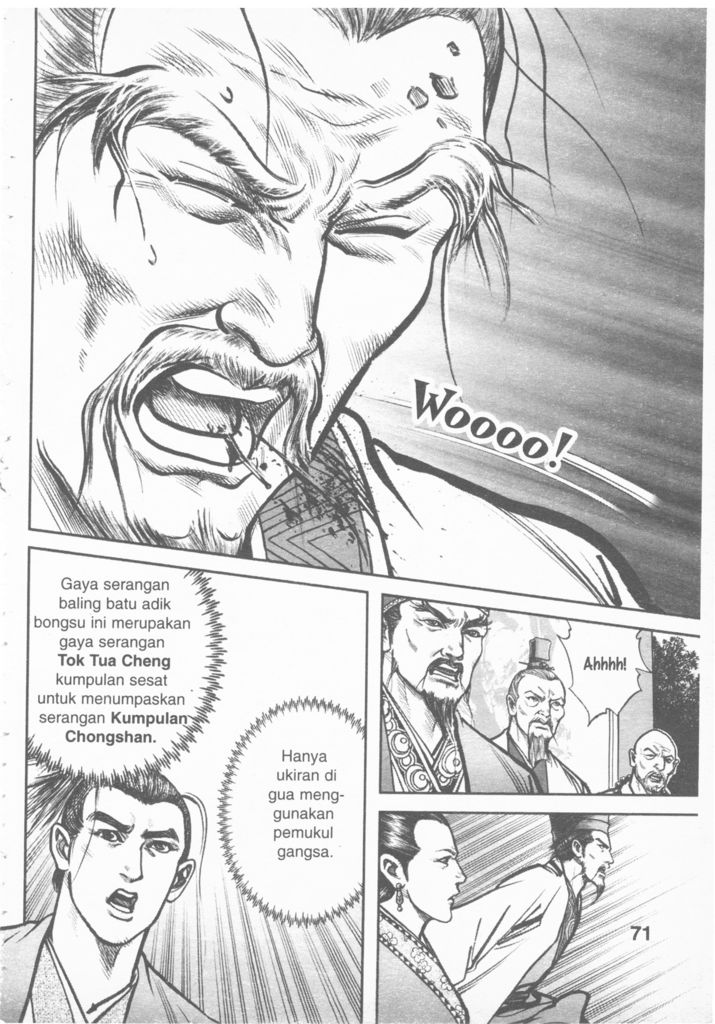 Woooo!
Gaya serangan
baling batu adik
bongsu ini merupakan
gaya serangan
Tok Tua Cheng
kumpulan sesat
untuk menumpaskan
serangan Kumpulan
Chongshan.
Hanya
ukiran di
gua meng-
gunakan
pemukul
gangsa.
Ahhhh!
71